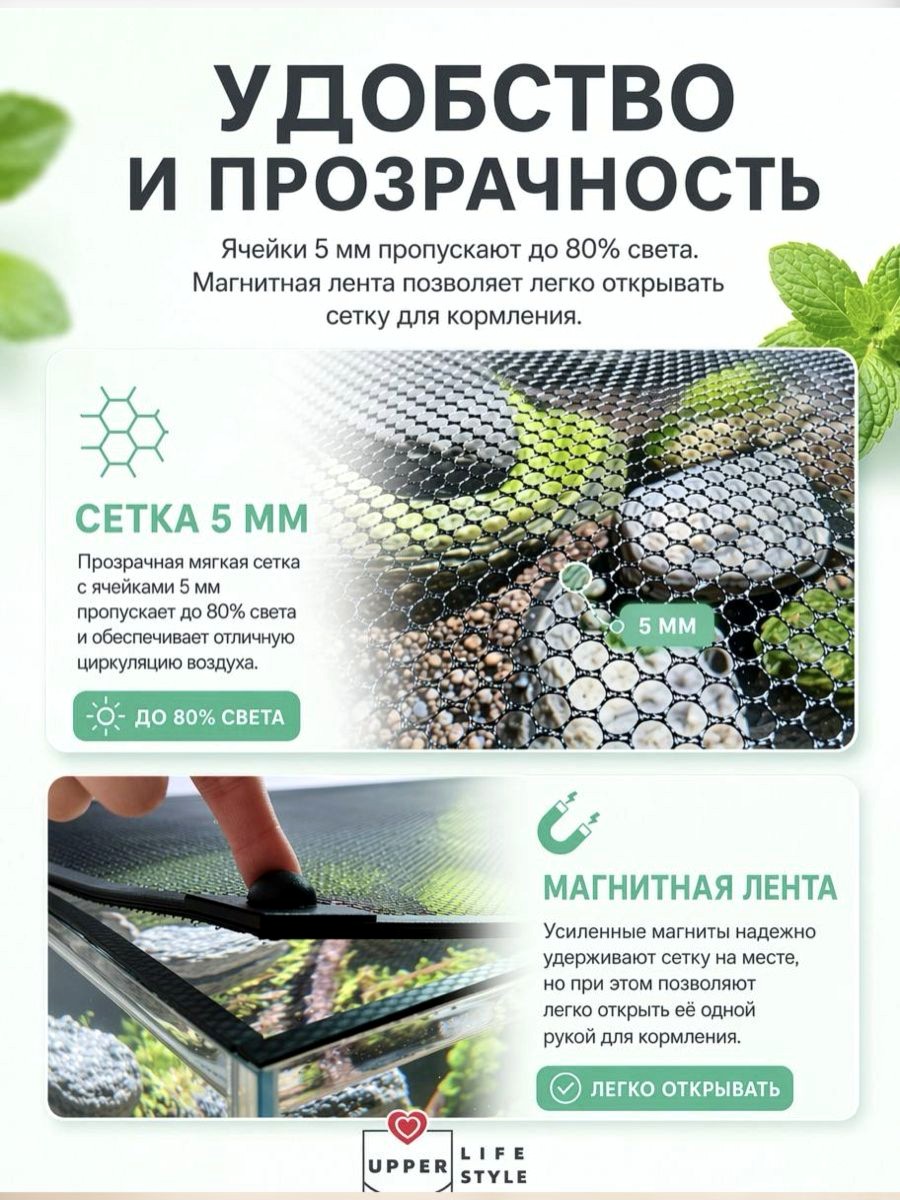 УДОБСТВО
И ПРОЗРАЧНОСТЬ
Ячейки 5 мм пропускают до 80% света.
Магнитная лента позволяет легко открывать
сетку для кормления.
СЕТКА 5 ММ
Прозрачная мягкая сетка
с ячейками 5 мм
пропускает до 80% света
и обеспечивает отличную
циркуляцию воздуха.
ДО 80% СВЕТА
5 ММ
МАГНИТНАЯ ЛЕНТА
Усиленные магниты надежно
удерживают сетку на месте,
но при этом позволяют
легко открыть её одной
рукой для кормления.
ЛЕГКО ОТКРЫВАТЬ
UPPER LIFE
STYLE